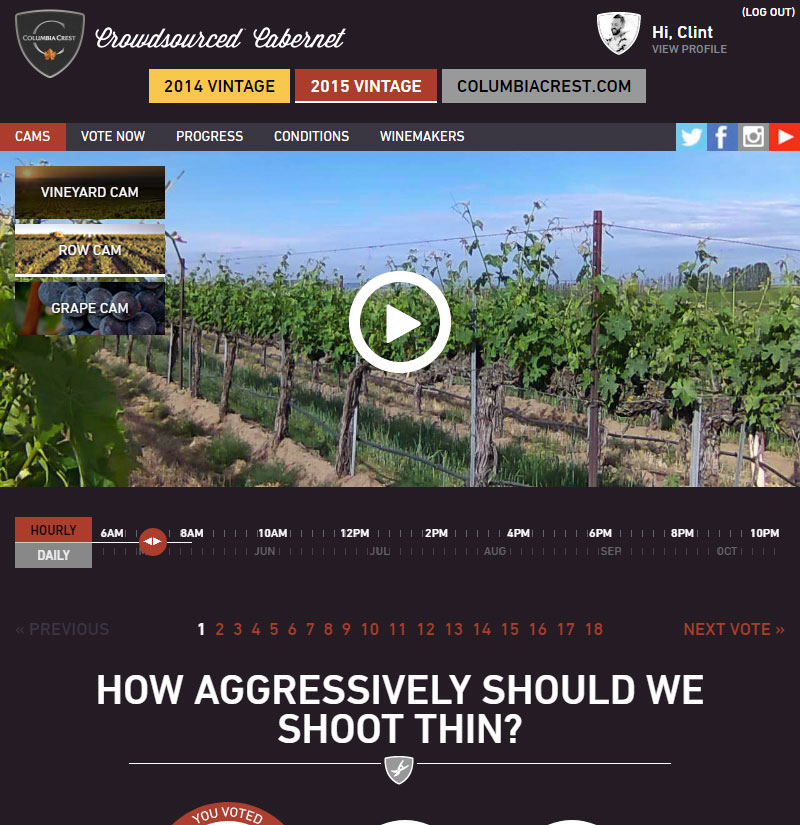 (LOG OUT)
COLUMBIA CREST
Crowdsourced Cabernet
Hi, Clint
VIEW PROFILE
2014 VINTAGE
2015 VINTAGE
COLUMBIACREST.COM
CAMS VOTE NOW PROGRESS CONDITIONS WINEMAKERS
VINEYARD CAM
ROW CAM
GRAPE CAM
HOURLY 6AM 8AM 10AM 12PM 2PM 4PM 6PM 8PM 10PM
DAILY JUN JUL AUG SEP OCT
« PREVIOUS 1 2 3 4 5 6 7 8 9 10 11 12 13 14 15 16 17 18 NEXT VOTE »
HOW AGGRESSIVELY SHOULD WE
SHOOT THIN?
YOU VOTED